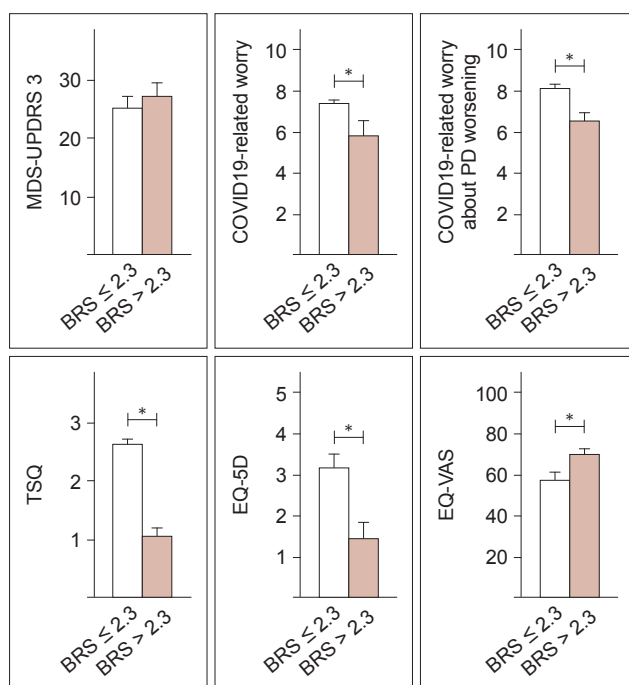 MDS-UPDRS 3
30
20
10
BRS ≤ 2.3
BRS > 2.3
COVID19-related worry
10
8
6
4
2
*
BRS ≤ 2.3
BRS > 2.3
COVID19-related worry
about PD worsening
10
8
6
4
2
*
BRS ≤ 2.3
BRS > 2.3
TSQ
3
2
1
*
BRS ≤ 2.3
BRS > 2.3
EQ-5D
5
4
3
2
1
*
BRS ≤ 2.3
BRS > 2.3
EQ-VAS
100
80
60
40
20
*
BRS ≤ 2.3
BRS > 2.3